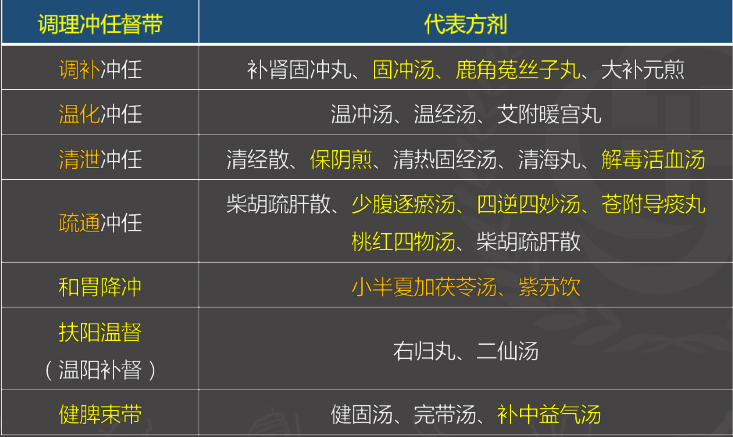 调理冲任督带 代表方剂
调补冲任 补肾固冲丸、固冲汤、鹿角菟丝子丸、大补元煎
温化冲任 温冲汤、温经汤、艾附暖宫丸
清泄冲任 清经散、保阴煎、清热固经汤、清海丸、解毒活血汤
疏通冲任 柴胡疏肝散、少腹逐瘀汤、四逆四妙汤、苍附导痰丸
桃红四物汤、柴胡疏肝散
和胃降冲 小半夏加茯苓汤、紫苏饮
扶阳温督
（温阳补督） 右归丸、二仙汤
健脾束带 健固汤、完带汤、补中益气汤